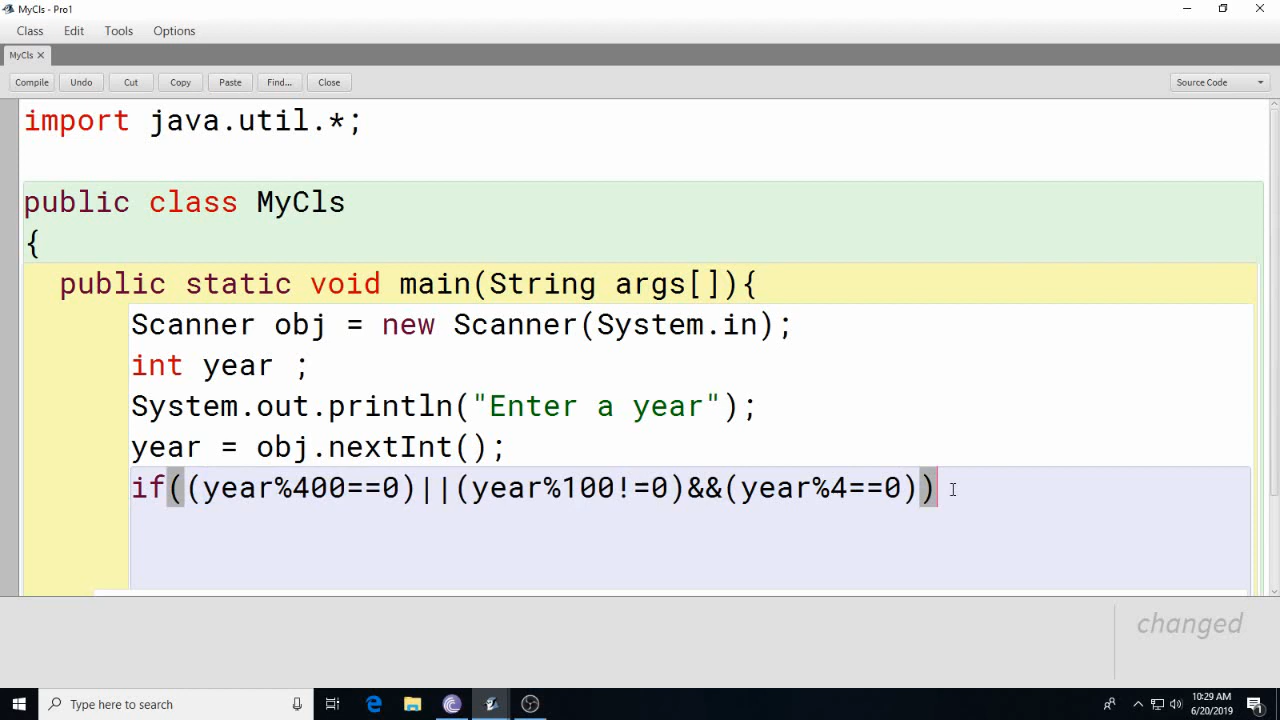 MyCls - Pro1
Class Edit Tools Options
MyCls ×
Compile Undo Cut Copy Paste Find... Close Source Code
import java.util.*;
public class MyCls
{
public static void main(String args[]){
Scanner obj = new Scanner(System.in);
int year ;
System.out.println("Enter a year");
year = obj.nextInt();
if((year%400==0)||(year%100!=0)&&(year%4==0))
changed
Type here to search
10:29 AM
6/20/2019
1